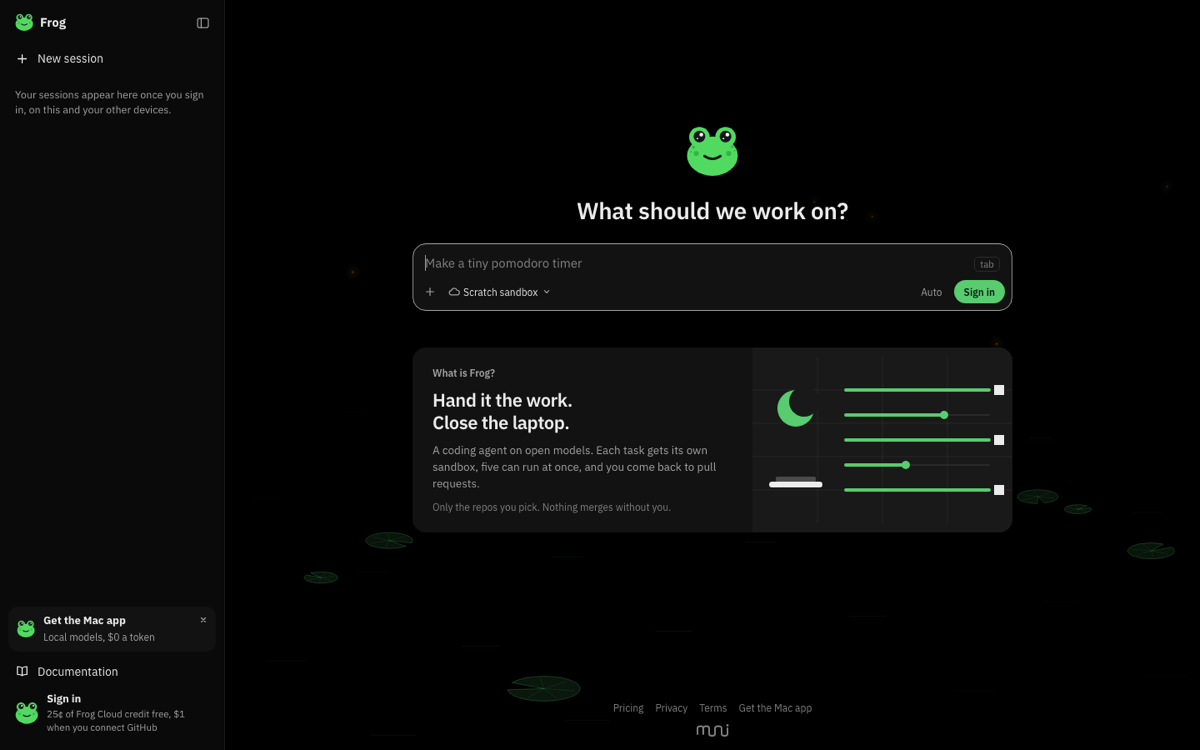 Frog
New session
Your sessions appear here once you sign
in, on this and your other devices.
What should we work on?
Make a tiny pomodoro timer
tab
Scratch sandbox
Auto
Sign in
What is Frog?
Hand it the work.
Close the laptop.
A coding agent on open models. Each task gets its own
sandbox, five can run at once, and you come back to pull
requests.
Only the repos you pick. Nothing merges without you.
Get the Mac app
Local models, $0 a token
Documentation
Sign in
25¢ of Frog Cloud credit free, $1
when you connect GitHub
Pricing Privacy Terms Get the Mac app
muni